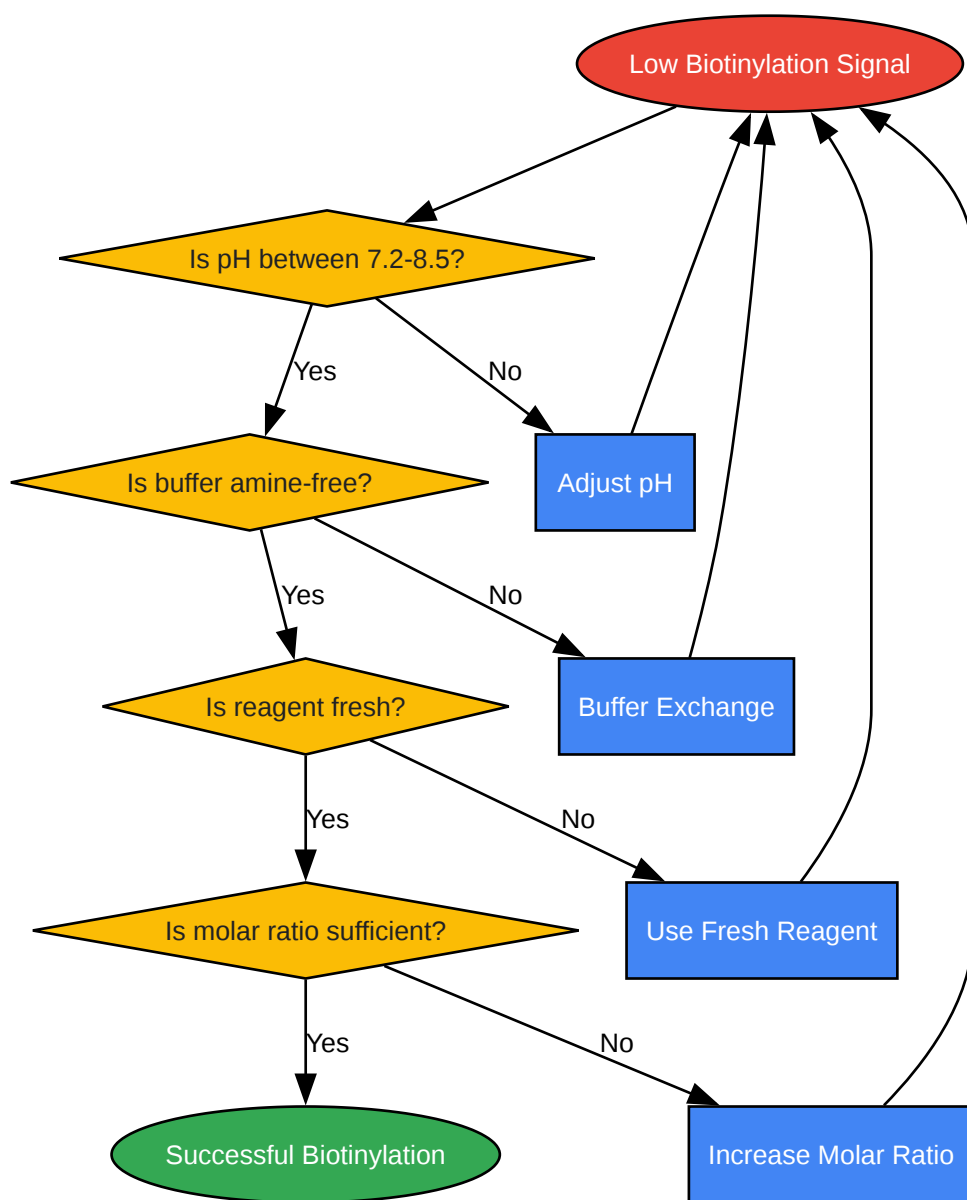 Low Biotinylation Signal
Is pH between 7.2-8.5?
Yes
No
Is buffer amine-free?
Adjust pH
Yes
No
Is reagent fresh?
Buffer Exchange
Yes
No
Is molar ratio sufficient?
Use Fresh Reagent
Yes
No
Successful Biotinylation
Increase Molar Ratio